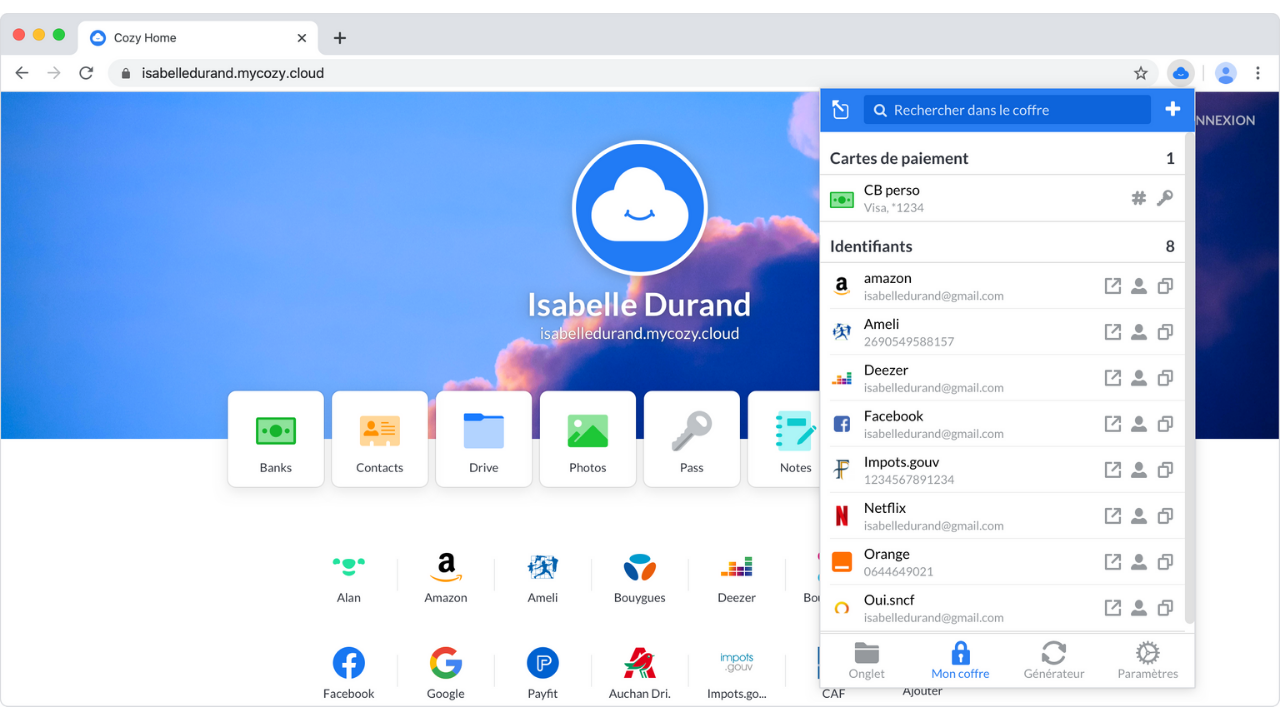 Cozy Home
isabelledurand.mycozy.cloud
NNEXION
Isabelle Durand
isabelledurand.mycozy.cloud
Banks
Contacts
Drive
Photos
Pass
Notes
Alan
Amazon
Ameli
Bouygues
Deezer
Bou
Facebook
Google
Payfit
Auchan Dri.
impots
.gouv
Impots.go...
CAF
Ajouter
Rechercher dans le coffre
Cartes de paiement 1
CB perso
Visa, *1234
Identifiants 8
amazon
isabelledurand@gmail.com
Ameli
2690549588157
Deezer
isabelledurand@gmail.com
Facebook
isabelledurand@gmail.com
Impots.gouv
1234567891234
Netflix
isabelledurand@gmail.com
Orange
0644649021
Oui.sncf
isabelledurand@gmail.com
Onglet
Mon coffre
Générateur
Paramètres